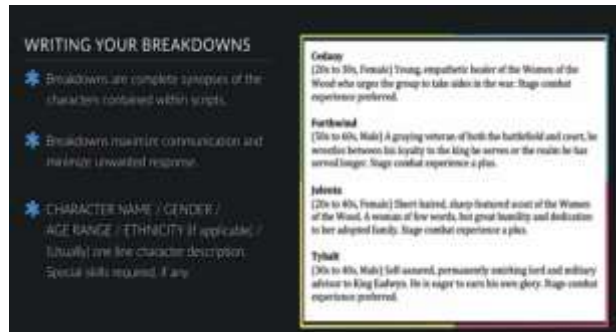 WRITING YOUR BREAKDOWNS
Breakdowns are complete synopses of the
characters contained within scripts.
Breakdowns maximize communication and
minimize unwanted response.
CHARACTER NAME / GENDER /
AGE RANGE / ETHNICITY (if applicable) /
(Usually) one line character description.
Special skills required, if any.
(20s to 30s, Female) Young, empathetic healer of the Women of the
Wood who urges the group to take sides in the war. Stage combat
experience preferred.
(50s to 60s, Male) A graying veteran of both the battlefield and court, he
wrestles between his loyalty to the king he serves or the realm he has
served longer. Stage combat experience a plus.
(20s to 40s, Female) Short haired, sharp featured scout of the Women
of the Wood. A woman of few words, but great humility and dedication
to her adopted family. Stage combat experience a plus.
Tybalt
(30s to 40s, Male) Self-assured, permanently smirking lord and military
advisor to King He is eager to earn his own glory. Stage combat
experience preferred.